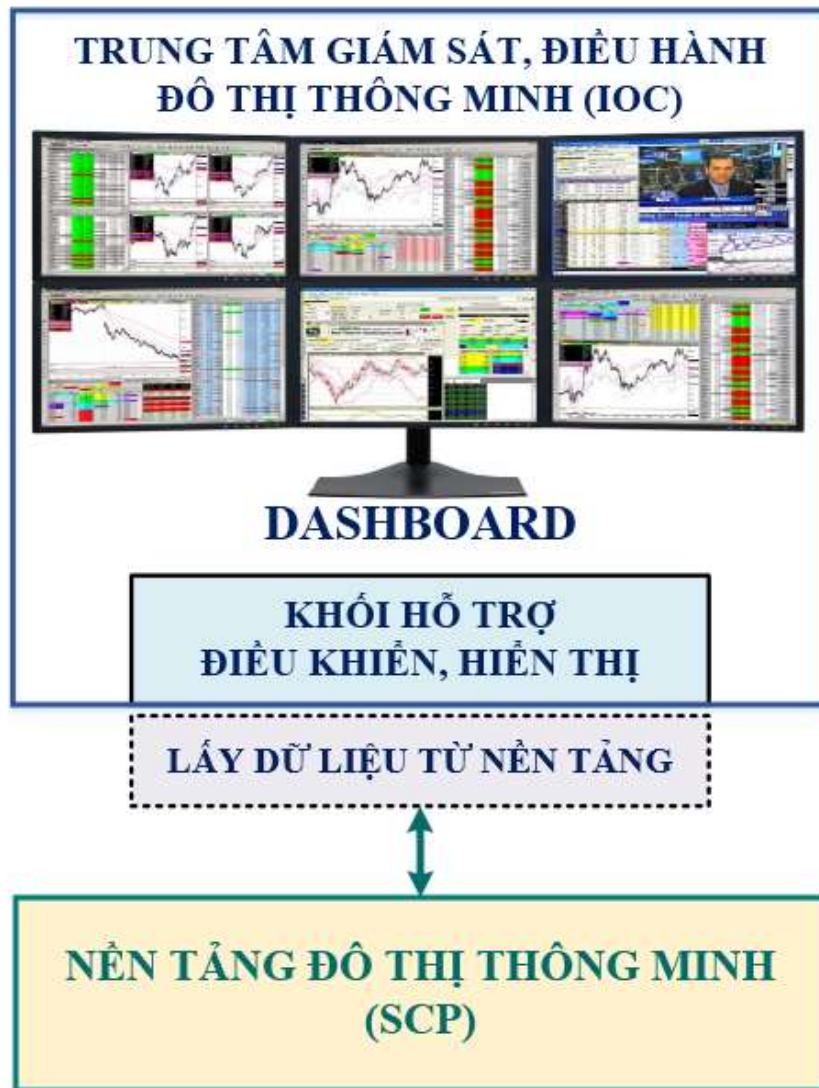 TRUNG TÂM GIÁM SÁT, ĐIỀU HÀNH
ĐÔ THỊ THÔNG MINH (IOC)
DASHBOARD
KHỐI HỖ TRỢ
ĐIỀU KHIỂN, HIỂN THỊ
LẤY DỮ LIỆU TỪ NỀN TẢNG
NỀN TẢNG ĐÔ THỊ THÔNG MINH
(SCP)